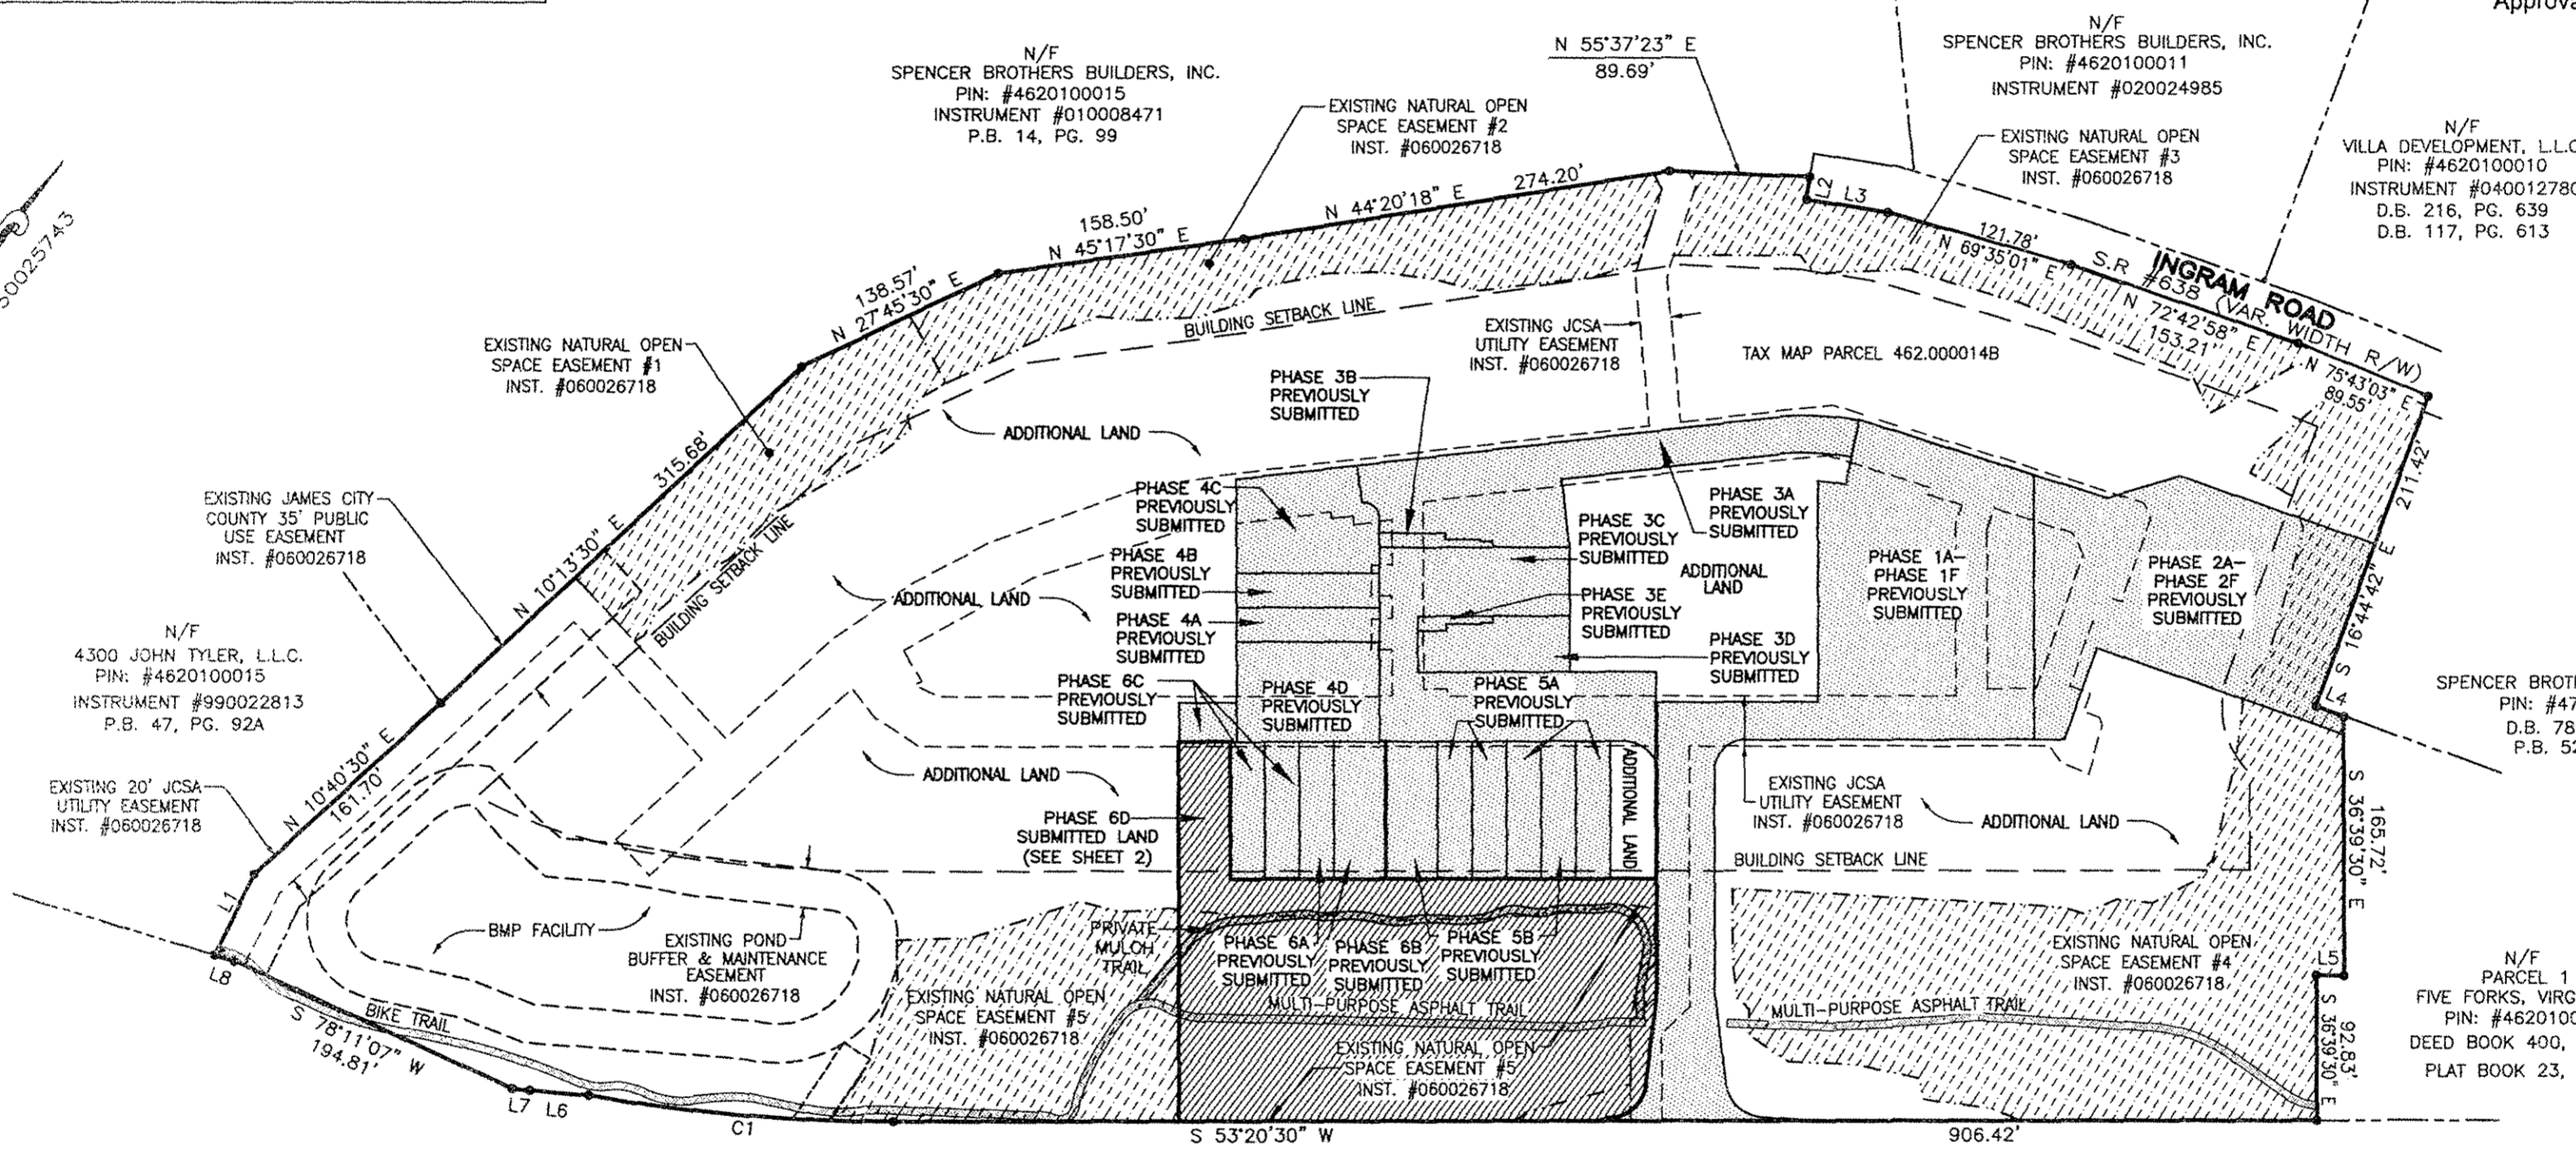 Approva
N/F
SPENCER BROTHERS BUILDERS, INC.
PIN: #4620100015
INSTRUMENT #010008471
P.B. 14, PG. 99
N 55°37'23" E
89.69'
N/F
SPENCER BROTHERS BUILDERS, INC.
PIN: #4620100011
INSTRUMENT #020024985
EXISTING NATURAL OPEN
SPACE EASEMENT #2
INST. #060026718
EXISTING NATURAL OPEN
SPACE EASEMENT #3
INST. #060026718
N/F
VILLA DEVELOPMENT, L.L.C
PIN: #4620100010
INSTRUMENT #040012780
D.B. 216, PG. 639
D.B. 117, PG. 613
50025743
158.50'
N 45°17'30" E
N 44°20'18" E
274.20'
L2
L3
121.78'
N 69°35'01" E
S.R #638 (VAR. WIDTH R/W)
INGRAM ROAD
N 72°42'58" E
153.21'
N 75°43'03" E
89.55'
138.57'
N 27°45'30" E
BUILDING SETBACK LINE
EXISTING JCSA
UTILITY EASEMENT
INST. #060026718
TAX MAP PARCEL 462.000014B
EXISTING NATURAL OPEN
SPACE EASEMENT #1
INST. #060026718
PHASE 3B
PREVIOUSLY
SUBMITTED
ADDITIONAL LAND
315.68'
N 10°13'30" E
211.42'
S 16°44'42" E
EXISTING JAMES CITY
COUNTY 35' PUBLIC
USE EASEMENT
INST. #060026718
PHASE 4C
PREVIOUSLY
SUBMITTED
PHASE 3A
PREVIOUSLY
SUBMITTED
PHASE 3C
PREVIOUSLY
SUBMITTED
BUILDING SETBACK LINE
PHASE 4B
PREVIOUSLY
SUBMITTED
ADDITIONAL
LAND
PHASE 1A-
PHASE 1F
PREVIOUSLY
SUBMITTED
PHASE 2A-
PHASE 2F
PREVIOUSLY
SUBMITTED
ADDITIONAL LAND
PHASE 3E
PREVIOUSLY
SUBMITTED
PHASE 4A
PREVIOUSLY
SUBMITTED
PHASE 3D
PREVIOUSLY
SUBMITTED
N/F
4300 JOHN TYLER, L.L.C.
PIN: #4620100015
INSTRUMENT #990022813
P.B. 47, PG. 92A
PHASE 6C
PREVIOUSLY
SUBMITTED
PHASE 4D
PREVIOUSLY
SUBMITTED
PHASE 5A
PREVIOUSLY
SUBMITTED
L4
SPENCER BROTH
PIN: #47
D.B. 78
P.B. 52
N 10°40'30" E
161.70'
EXISTING 20' JCSA
UTILITY EASEMENT
INST. #060026718
ADDITIONAL LAND
ADDITIONAL LAND
EXISTING JCSA
UTILITY EASEMENT
INST. #060026718
ADDITIONAL LAND
S 36°39'30" E
165.72'
PHASE 6D
SUBMITTED LAND
(SEE SHEET 2)
BUILDING SETBACK LINE
L1
BMP FACILITY
EXISTING POND
BUFFER & MAINTENANCE
EASEMENT
INST. #060026718
PRIVATE
MULCH
TRAIL
PHASE 6A
PREVIOUSLY
SUBMITTED
PHASE 6B
PREVIOUSLY
SUBMITTED
PHASE 5B
PREVIOUSLY
SUBMITTED
EXISTING NATURAL OPEN
SPACE EASEMENT #4
INST. #060026718
L5
N/F
PARCEL 1
FIVE FORKS, VIRG
PIN: #4620100
DEED BOOK 400,
PLAT BOOK 23,
L8
EXISTING NATURAL OPEN
SPACE EASEMENT #5
INST. #060026718
MULTI-PURPOSE ASPHALT TRAIL
MULTI-PURPOSE ASPHALT TRAIL
S 36°39'30" E
92.83'
BIKE TRAIL
S 78°11'07" W
194.81'
EXISTING NATURAL OPEN
SPACE EASEMENT #5
INST. #060026718
L7
L6
C1
S 53°20'30" W
906.42'